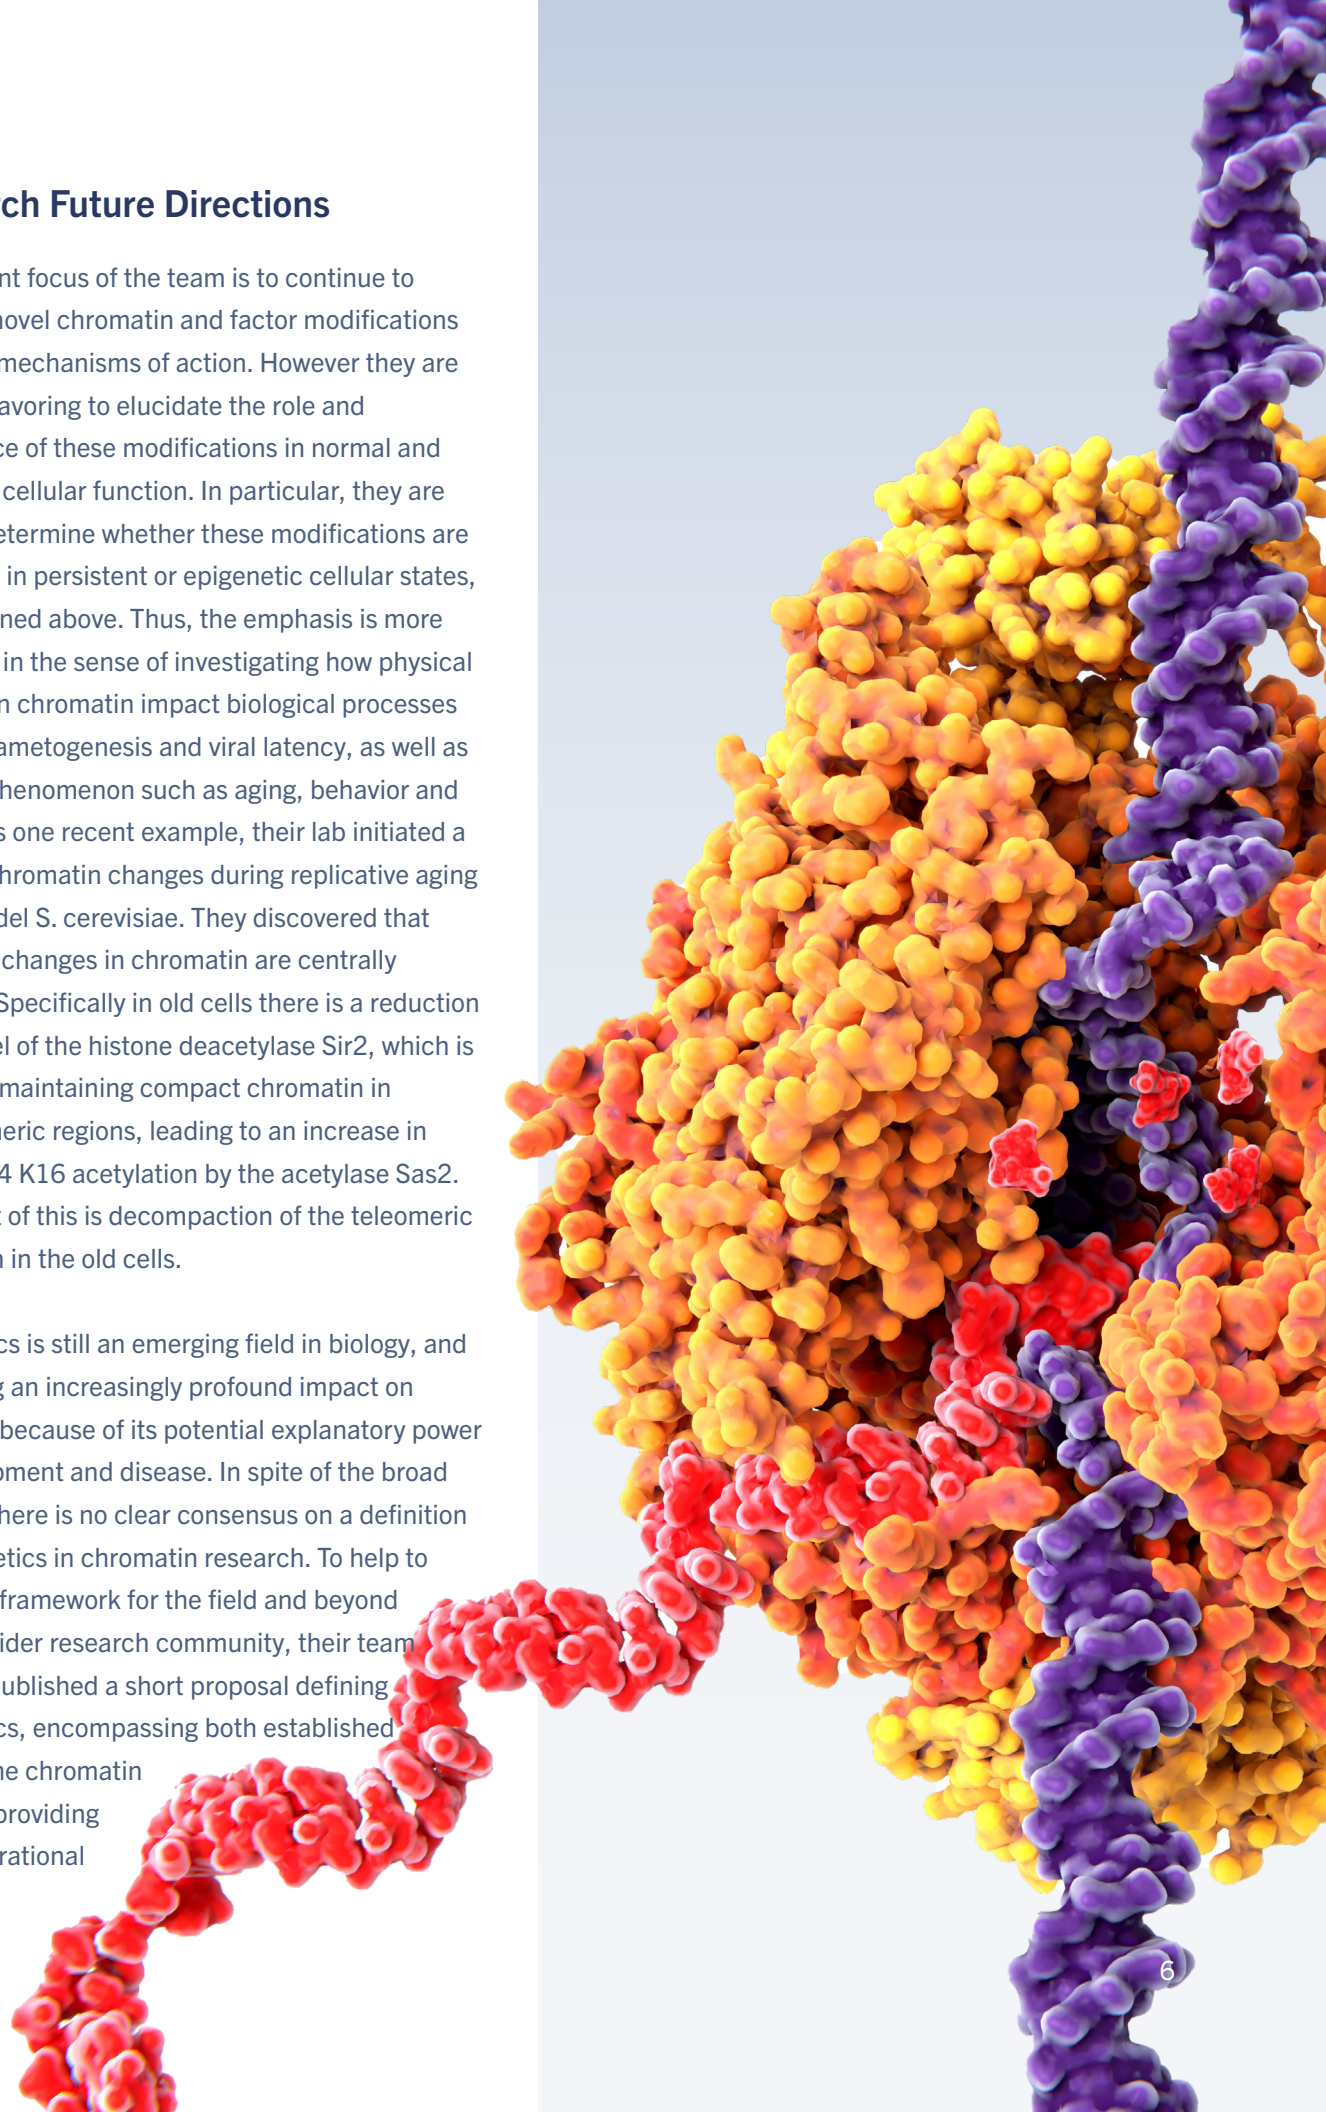 ch Future Directions
nt focus of the team is to continue to
novel chromatin and factor modifications
mechanisms of action. However they are
avoring to elucidate the role and
ce of these modifications in normal and
cellular function. In particular, they are
etermine whether these modifications are
in persistent or epigenetic cellular states,
ned above. Thus, the emphasis is more
in the sense of investigating how physical
n chromatin impact biological processes
ametogenesis and viral latency, as well as
henomenon such as aging, behavior and
s one recent example, their lab initiated a
hromatin changes during replicative aging
del S. cerevisiae. They discovered that
changes in chromatin are centrally
Specifically in old cells there is a reduction
el of the histone deacetylase Sir2, which is
maintaining compact chromatin in
eric regions, leading to an increase in
4 K16 acetylation by the acetylase Sas2.
t of this is decompaction of the teleomeric
n in the old cells.
cs is still an emerging field in biology, and
g an increasingly profound impact on
because of its potential explanatory power
pment and disease. In spite of the broad
here is no clear consensus on a definition
etics in chromatin research. To help to
framework for the field and beyond
ider research community, their team
ublished a short proposal defining
cs, encompassing both established
ne chromatin
providing
rational
6